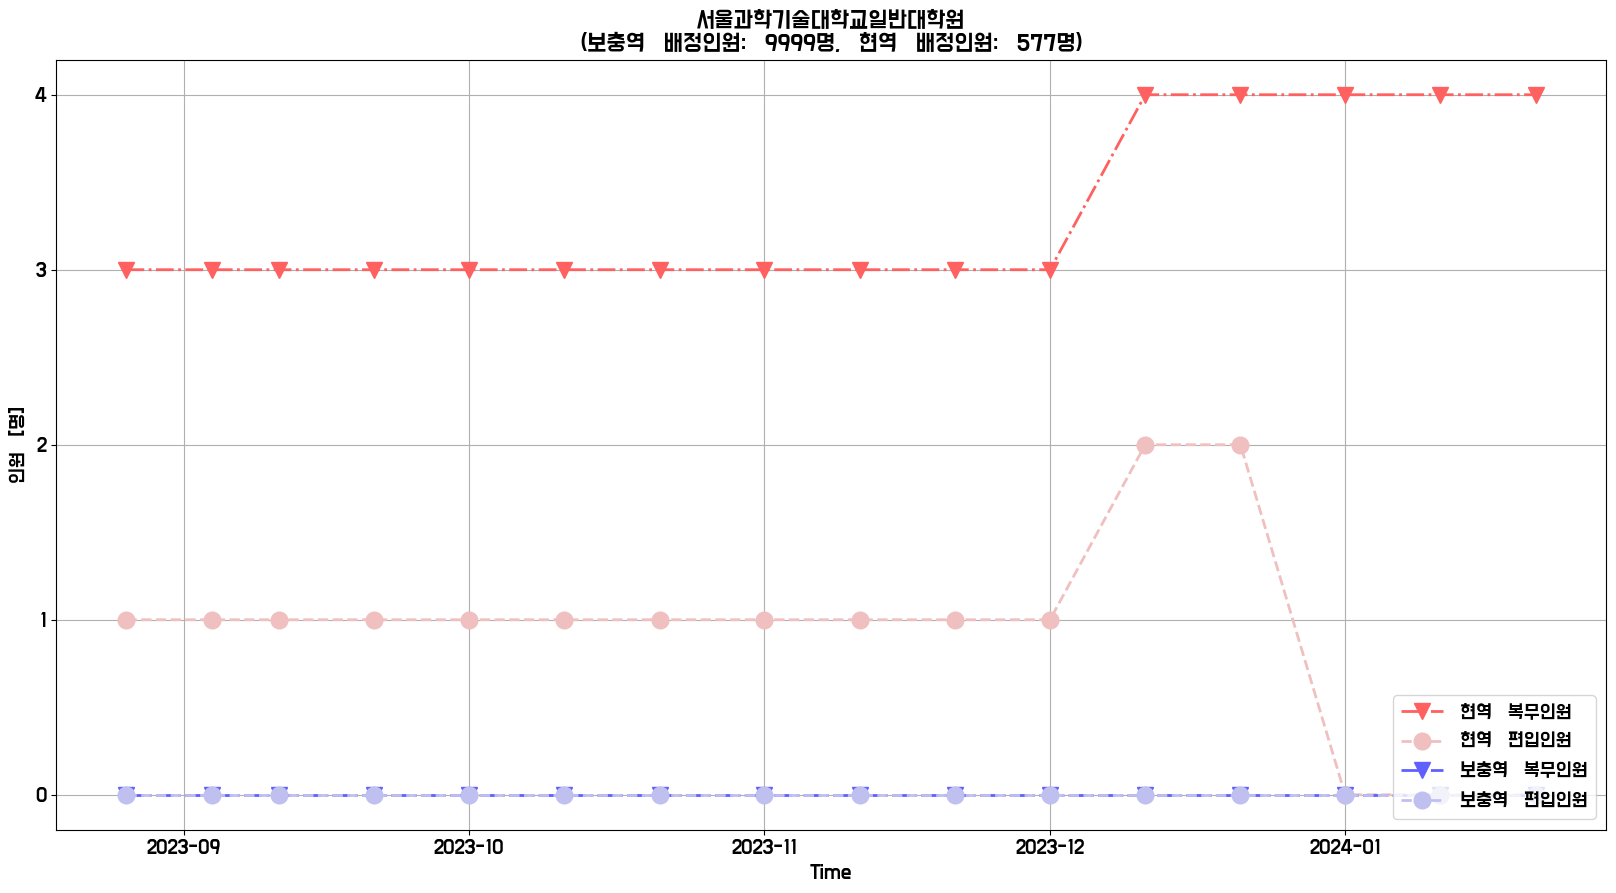 서울과학기술대학교일반대학원
(보충역 배정인원: 9999명, 현역 배정인원: 577명)
인원 [명]
4
3
2
1
0
현역 복무인원
현역 편입인원
보충역 복무인원
보충역 편입인원
2023-09
2023-10
2023-11
2023-12
2024-01
Time